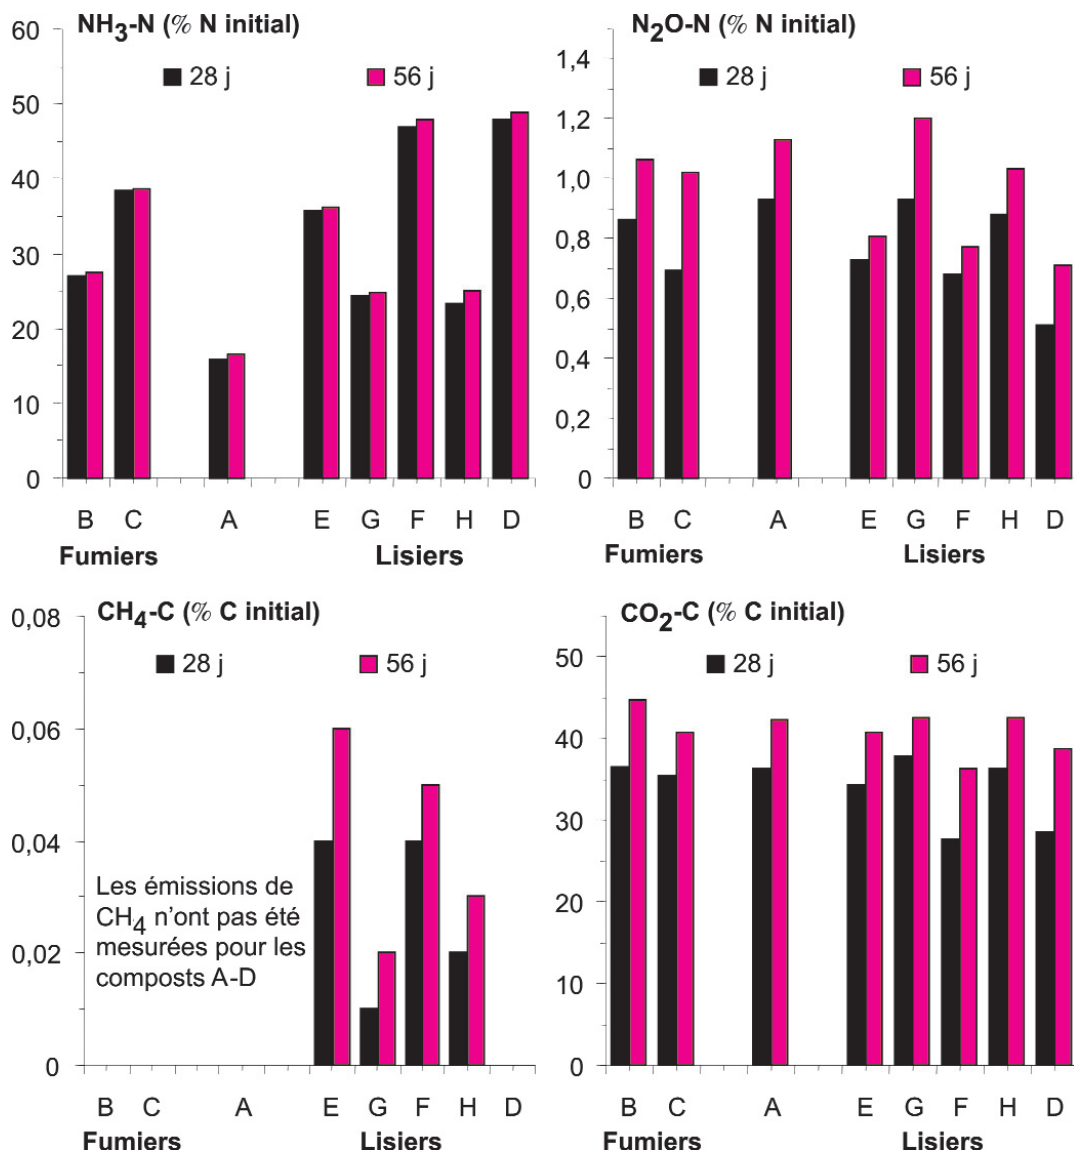 NH3-N (% N initial)
28 j
56 j
60
50
40
30
20
10
0
B C A E G F H D
Fumiers Lisiers
N2O-N (% N initial)
28 j
56 j
1,4
1,2
1,0
0,8
0,6
0,4
0,2
0
B C A E G F H D
Fumiers Lisiers
CH4-C (% C initial)
28 j
56 j
0,08
0,06
0,04
0,02
0
Les émissions de
CH4 n'ont pas été
mesurées pour les
composts A-D
B C A E G F H D
Fumiers Lisiers
CO2-C (% C initial)
28 j
56 j
50
40
30
20
10
0
B C A E G F H D
Fumiers Lisiers